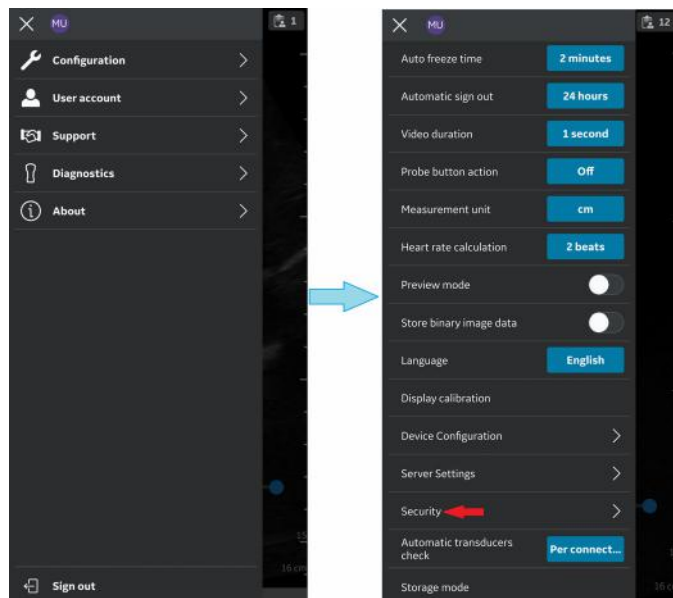 MU
1
Configuration
User account
Support
Diagnostics
About
15
16 cm
Sign out
MU
12
Auto freeze time 2 minutes
Automatic sign out 24 hours
Video duration 1 second
Probe button action Off
Measurement unit cm
Heart rate calculation 2 beats
Preview mode
Store binary image data
Language English
Display calibration
Device Configuration
Server Settings
Security
Automatic transducers
check Per connect...
Storage mode